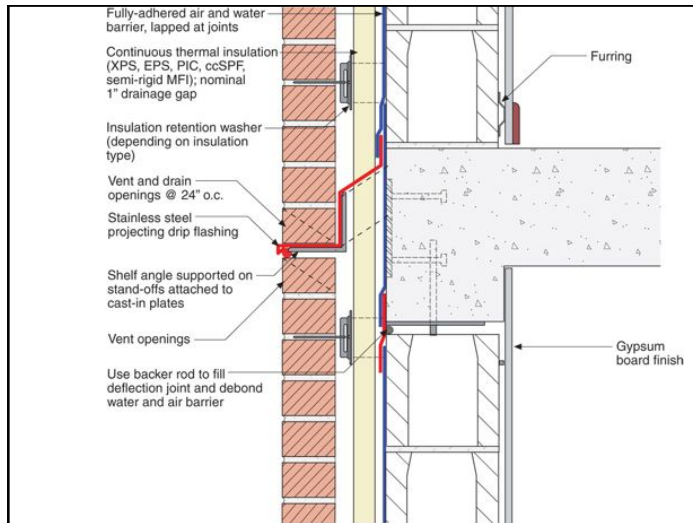 Fully-adhered air and water
barrier, lapped at joints
Continuous thermal insulation
(XPS, EPS, PIC, ccSPF,
semi-rigid MFI); nominal
1" drainage gap
Furring
Insulation retention washer
(depending on insulation
type)
Vent and drain
openings @ 24" o.c.
Stainless steel
projecting drip flashing
Shelf angle supported on
stand-offs attached to
cast-in plates
Vent openings
Gypsum
board finish
Use backer rod to fill
deflection joint and debond
water and air barrier